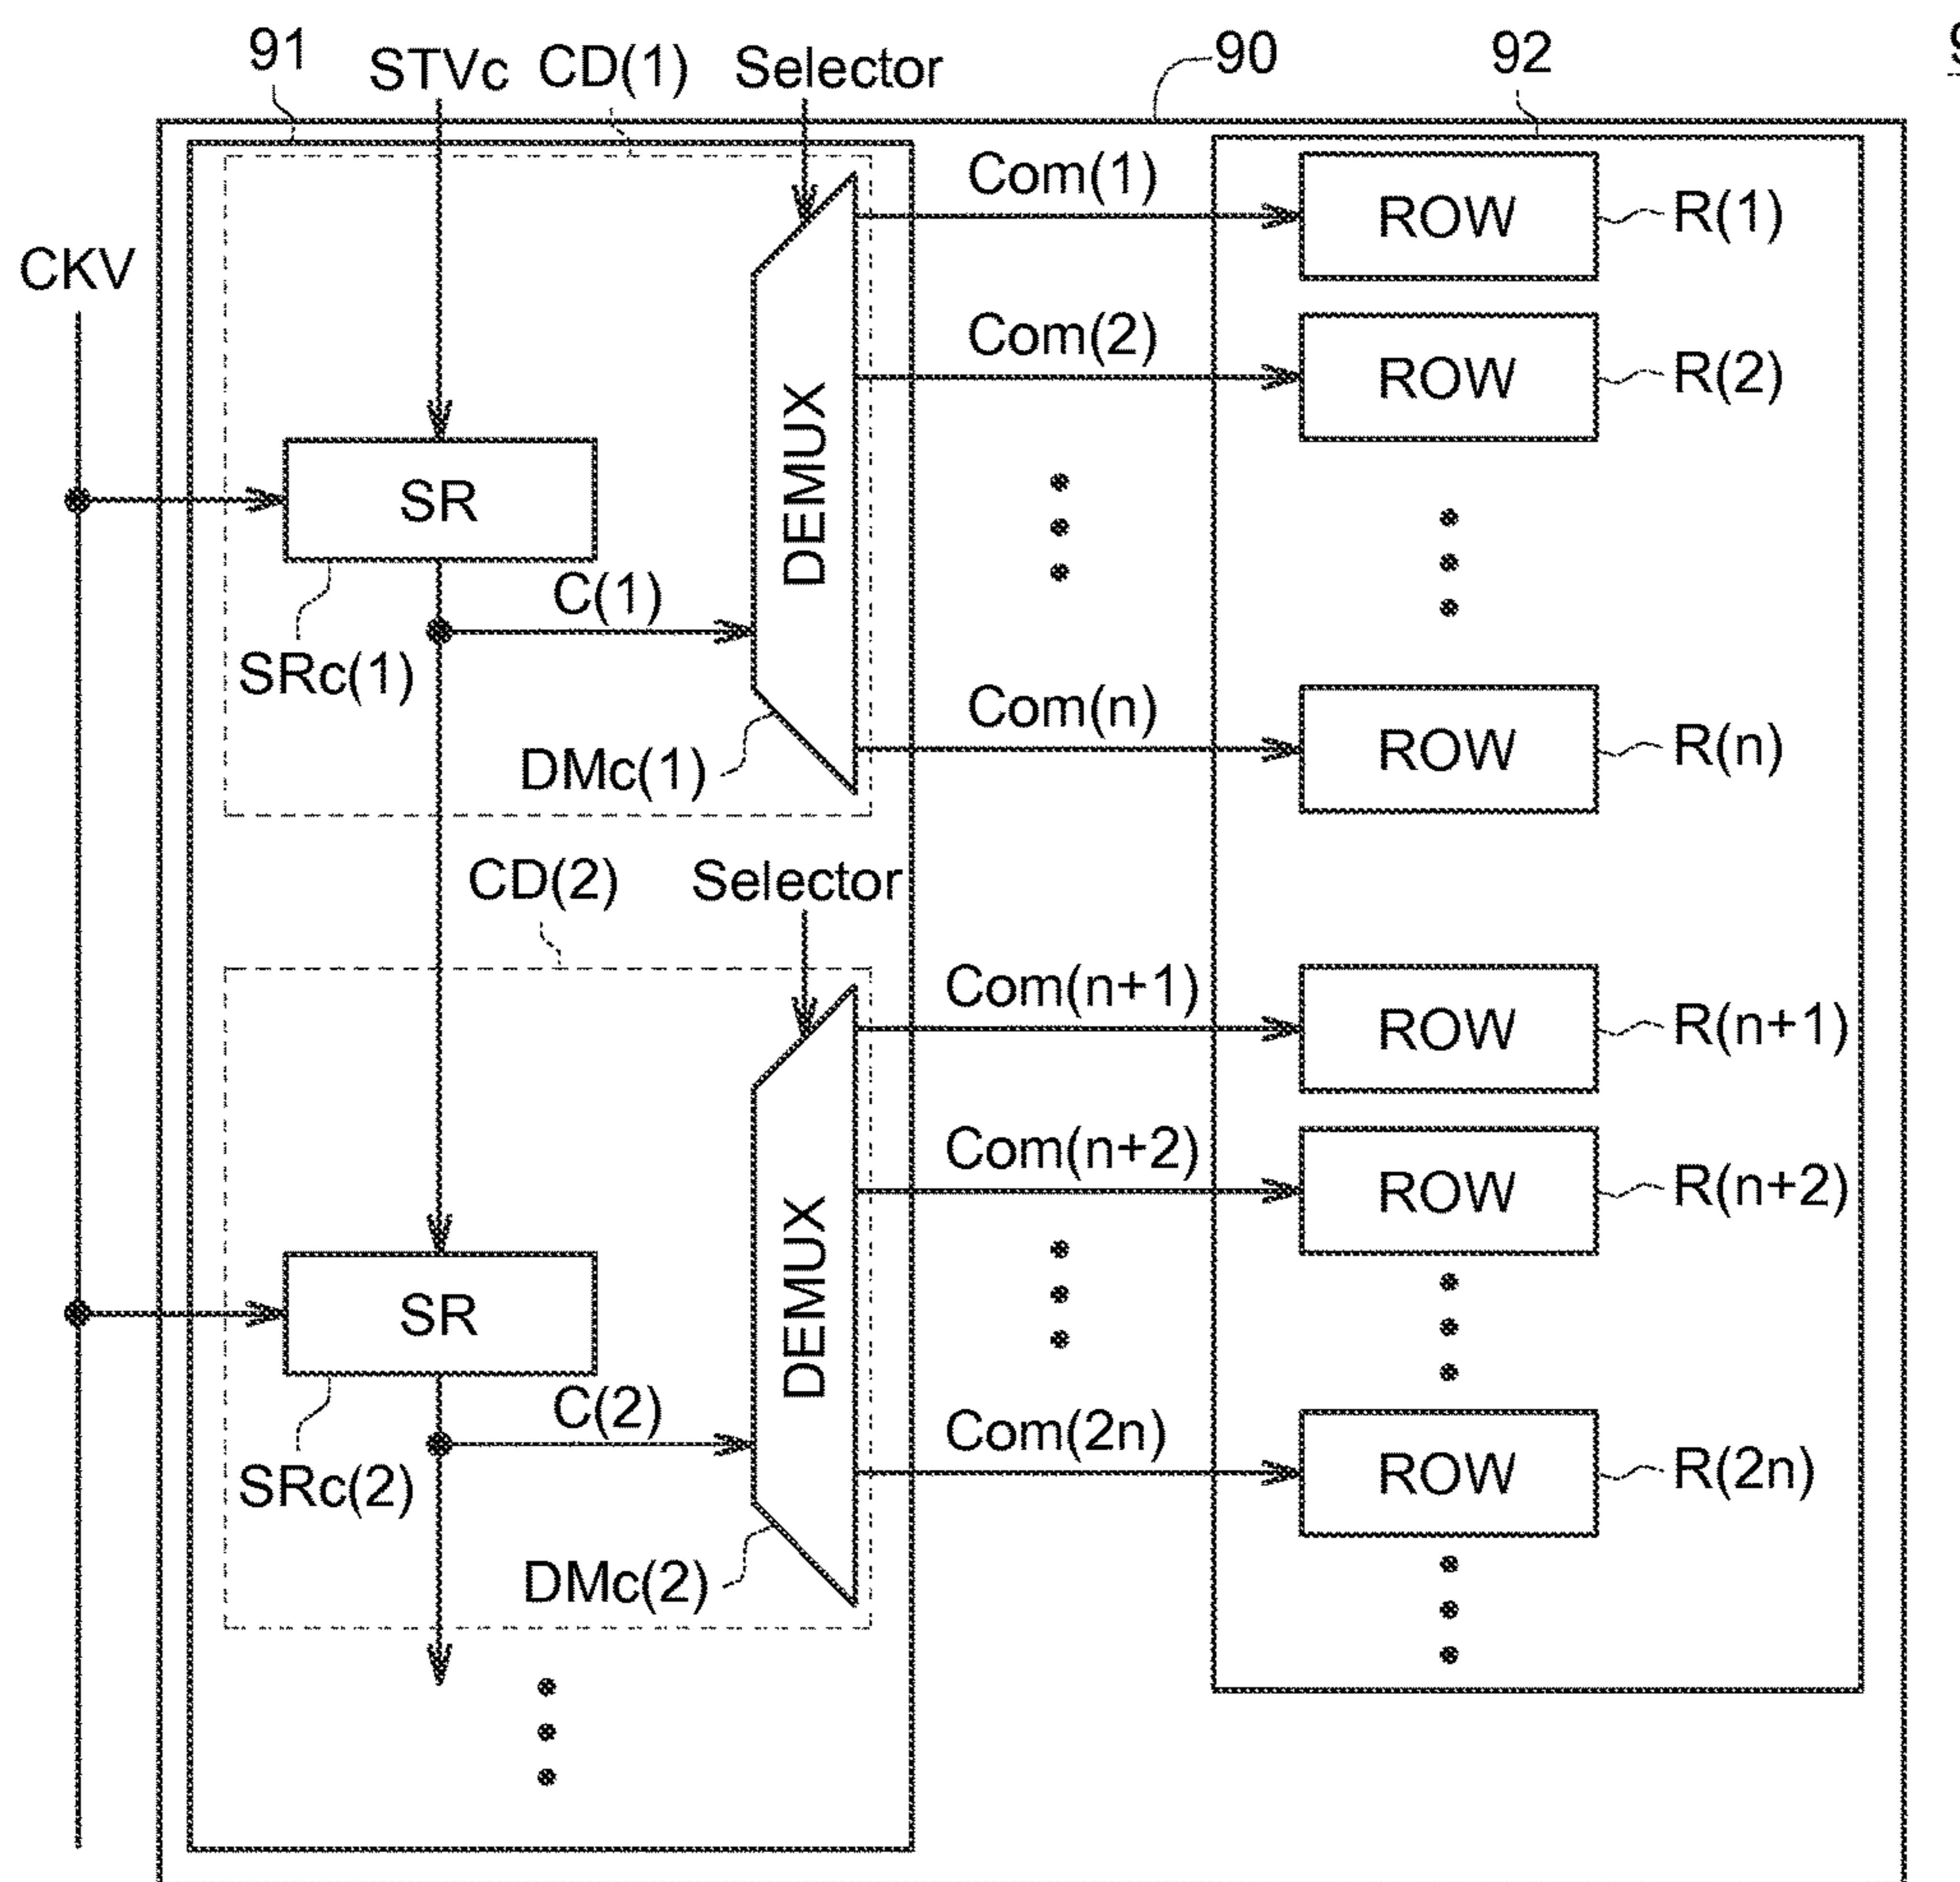 91
STVc
CD(1)
Selector
90
92
9
CKV
Com(1)
ROW
R(1)
Com(2)
ROW
R(2)
DEMUX
SR
C(1)
SRc(1)
DMc(1)
Com(n)
ROW
R(n)
CD(2)
Selector
Com(n+1)
ROW
R(n+1)
Com(n+2)
ROW
R(n+2)
DEMUX
SR
C(2)
SRc(2)
DMc(2)
Com(2n)
ROW
R(2n)